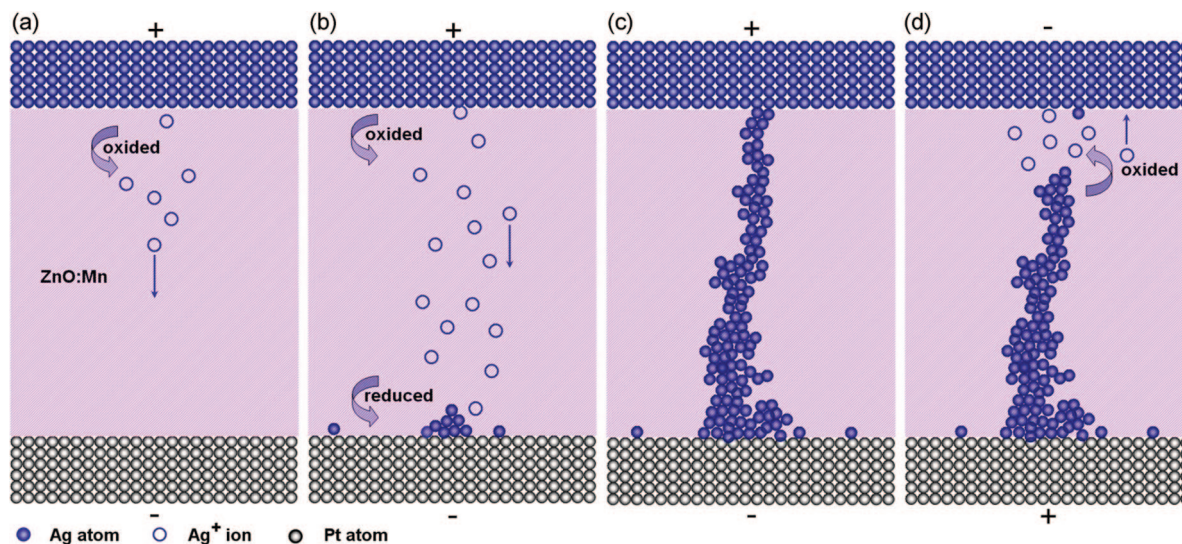 (a)
+
(b)
+
(c)
+
(d)
-
oxided
oxided
oxided
ZnO:Mn
reduced
-
-
-
+
Ag atom
Ag+ ion
Pt atom